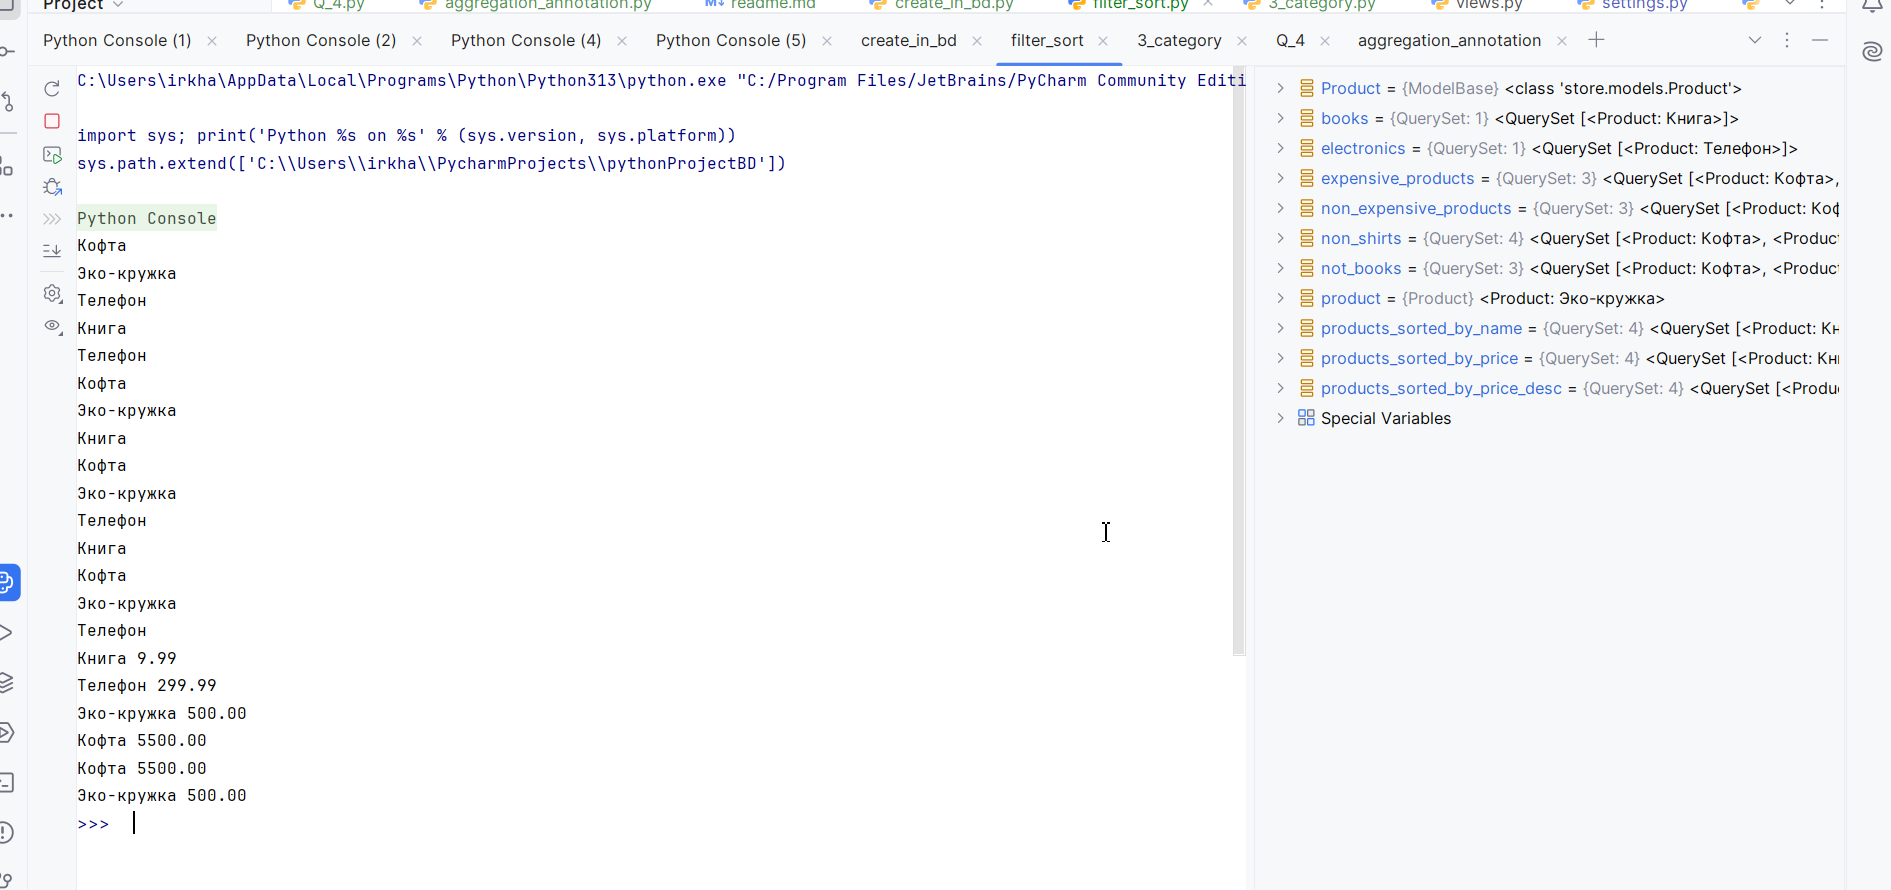 Project
Q_4.py aggregation_annotation.py readme.md create_in_bd.py filter_sort.py 3_category.py views.py settings.py
Python Console (1) Python Console (2) Python Console (4) Python Console (5) create_in_bd filter_sort 3_category Q_4 aggregation_annotation
C:\Users\irkha\AppData\Local\Programs\Python\Python313\python.exe "C:/Program Files/JetBrains/PyCharm Community Editi
import sys; print('Python %s on %s' % (sys.version, sys.platform))
sys.path.extend(['C:\\Users\\irkha\\PycharmProjects\\pythonProjectBD'])
Python Console
Кофта
Эко-кружка
Телефон
Книга
Телефон
Кофта
Эко-кружка
Книга
Кофта
Эко-кружка
Телефон
Книга
Кофта
Эко-кружка
Телефон
Книга 9.99
Телефон 299.99
Эко-кружка 500.00
Кофта 5500.00
Кофта 5500.00
Эко-кружка 500.00
>>>
Product = {ModelBase} <class 'store.models.Product'>
books = {QuerySet: 1} <QuerySet [<Product: Книга>]>
electronics = {QuerySet: 1} <QuerySet [<Product: Телефон>]>
expensive_products = {QuerySet: 3} <QuerySet [<Product: Кофта>,
non_expensive_products = {QuerySet: 3} <QuerySet [<Product: Коф
non_shirts = {QuerySet: 4} <QuerySet [<Product: Кофта>, <Product
not_books = {QuerySet: 3} <QuerySet [<Product: Кофта>, <Product
product = {Product} <Product: Эко-кружка>
products_sorted_by_name = {QuerySet: 4} <QuerySet [<Product: Кн
products_sorted_by_price = {QuerySet: 4} <QuerySet [<Product: Кни
products_sorted_by_price_desc = {QuerySet: 4} <QuerySet [<Produc
Special Variables